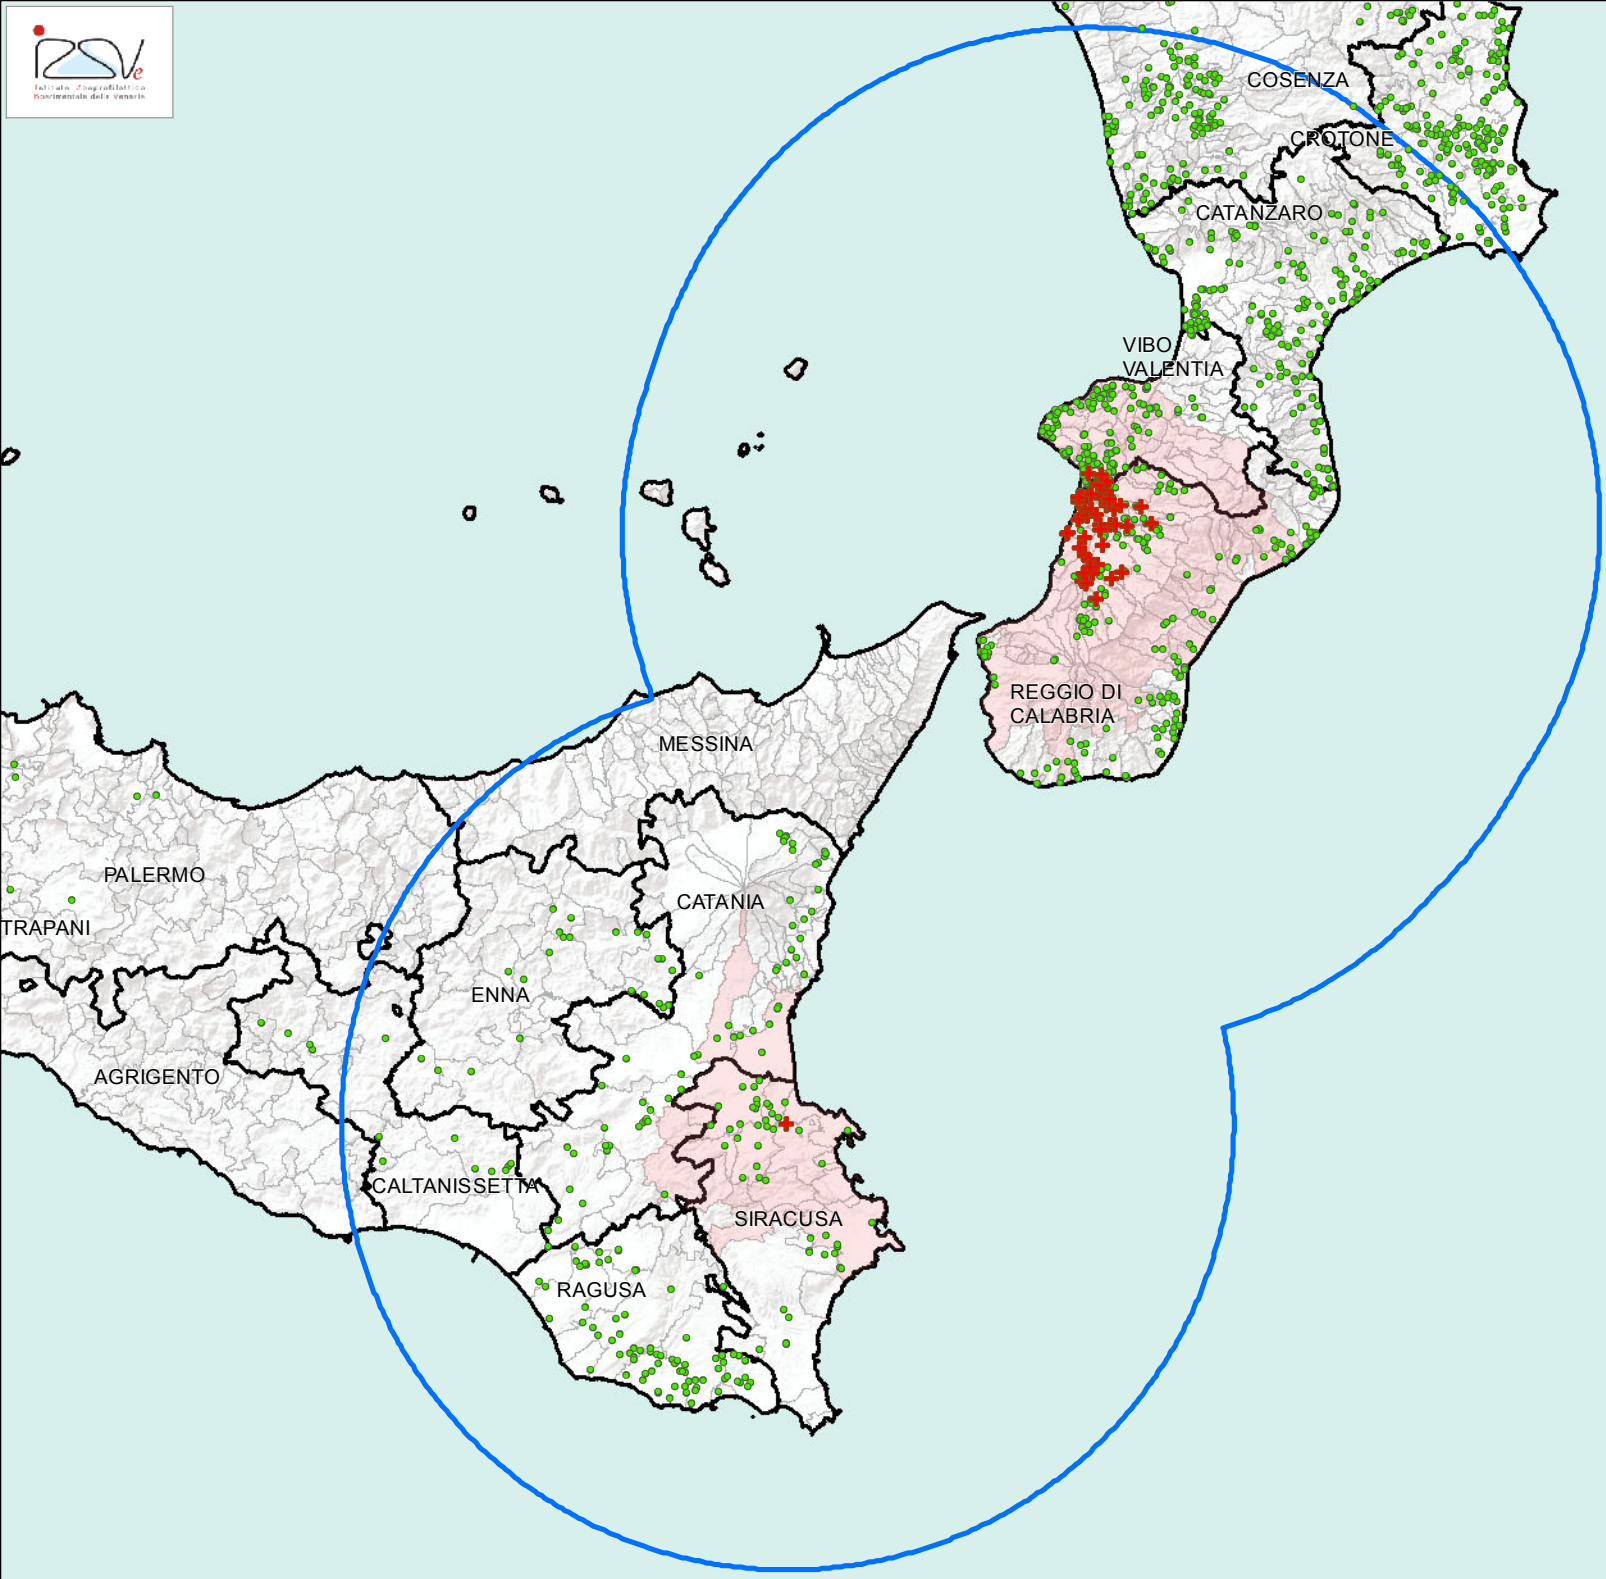 IZSVe
COSENZA
CROTONE
CATANZARO
VIBO
VALENTIA
REGGIO DI
CALABRIA
MESSINA
PALERMO
CATANIA
TRAPANI
ENNA
AGRIGENTO
CALTANISSETTA
SIRACUSA
RAGUSA